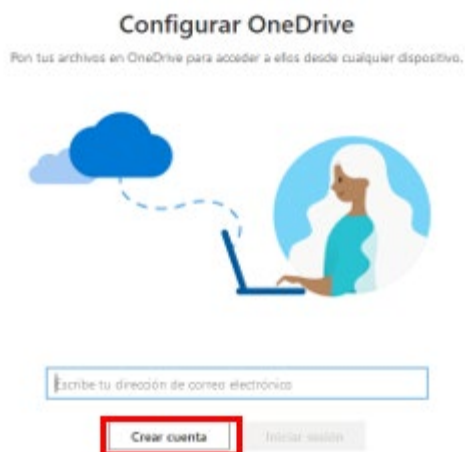 Configurar OneDrive
Pon tus archivos en OneDrive para acceder a ellos desde cualquier dispositivo.
Escribe tu dirección de correo electrónico
Crear cuenta
Iniciar sesión